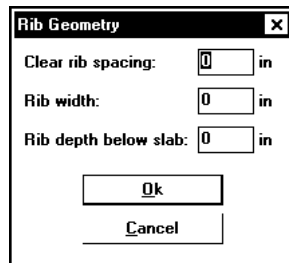 Rib Geometry
Clear rib spacing: 0 in
Rib width: 0 in
Rib depth below slab: 0 in
Ok
Cancel